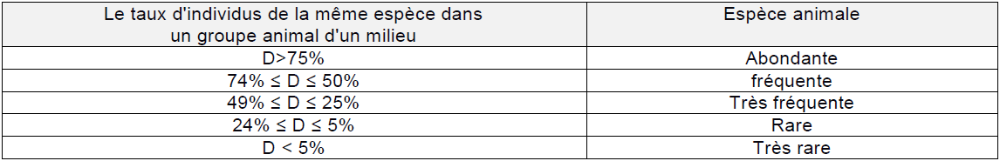 Le taux d'individus de la même espèce dans
un groupe animal d'un milieu
Espèce animale
D>75%
Abondante
74% ≤ D ≤ 50%
fréquente
49% ≤ D ≤ 25%
Très fréquente
24% ≤ D ≤ 5%
Rare
D < 5%
Très rare